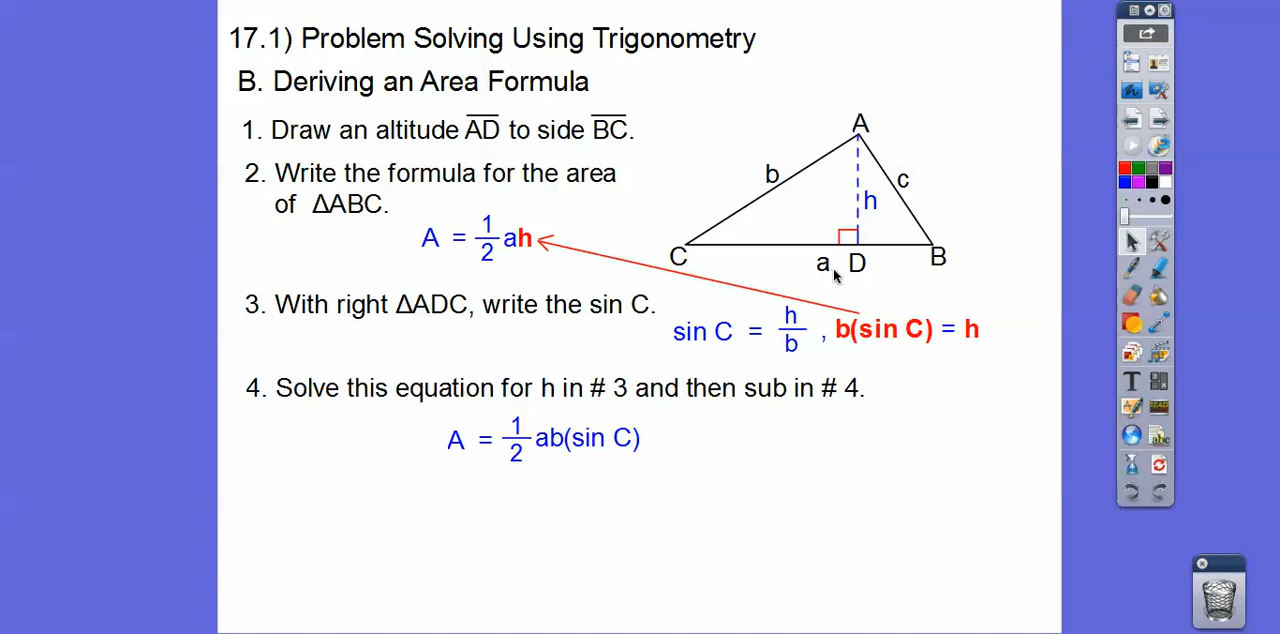 17.1) Problem Solving Using Trigonometry
B. Deriving an Area Formula
1. Draw an altitude A̅D̅ to side B̅C̅.
2. Write the formula for the area
of ΔABC.
A = 1/2 ah
A
b
c
h
C
a
D
B
3. With right ΔADC, write the sin C.
sin C = h/b , b(sin C) = h
4. Solve this equation for h in # 3 and then sub in # 4.
A = 1/2 ab(sin C)